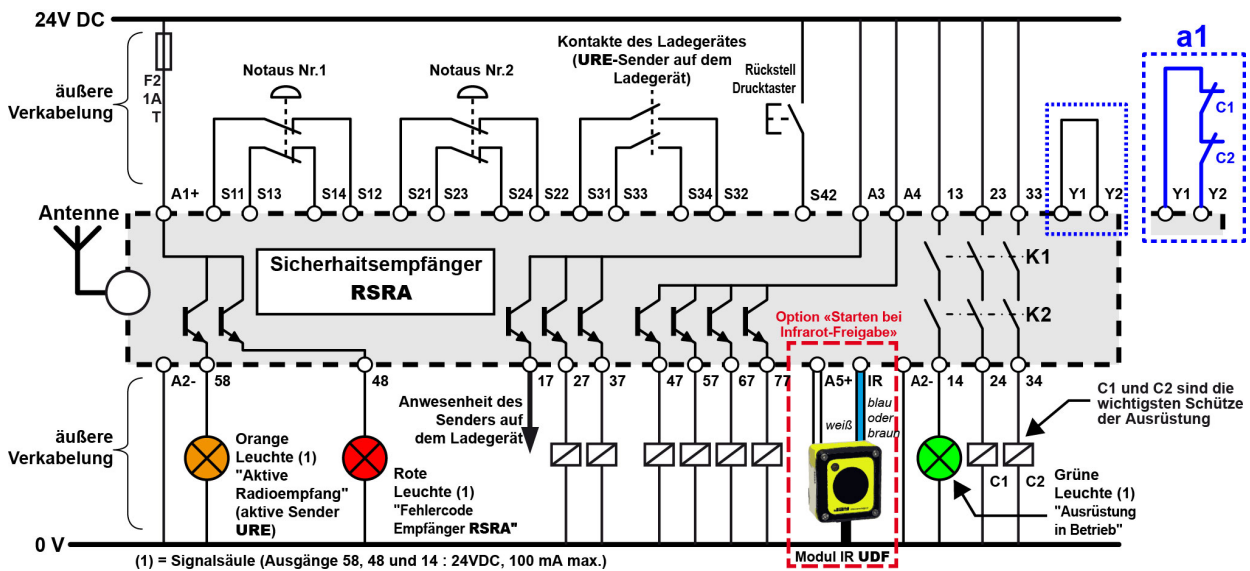 24V DC
äußere
Verkabelung
F2
1A
T
Notaus Nr.1
Notaus Nr.2
Kontakte des Ladegerätes
(URE-Sender auf dem
Ladegerät)
Rückstell
Drucktaster
a1
C1
C2
Y1
Y2
A1+
S11
S13
S14
S12
S21
S23
S24
S22
S31
S33
S34
S32
S42
A3
A4
13
23
33
Y1
Y2
Antenne
Sicherhaitsempfänger
RSRA
K1
K2
Option «Starten bei
Infrarot-Freigabe»
A2-
58
48
17
27
37
47
57
67
77
A5+
IR
A2-
14
24
34
äußere
Verkabelung
Orange
Leuchte (1)
"Aktive
Radioempfang"
(aktive Sender
URE)
Rote
Leuchte (1)
"Fehlercode
Empfänger RSRA"
Anwesenheit des
Senders auf
dem Ladegerät
weiß
blau
oder
braun
C1
C2
C1 und C2 sind die
wichtigsten Schütze
der Ausrüstung
Grüne
Leuchte (1)
"Ausrüstung
in Betrieb"
Modul IR UDF
0 V
(1) = Signalsäule (Ausgänge 58, 48 und 14 : 24VDC, 100 mA max.)